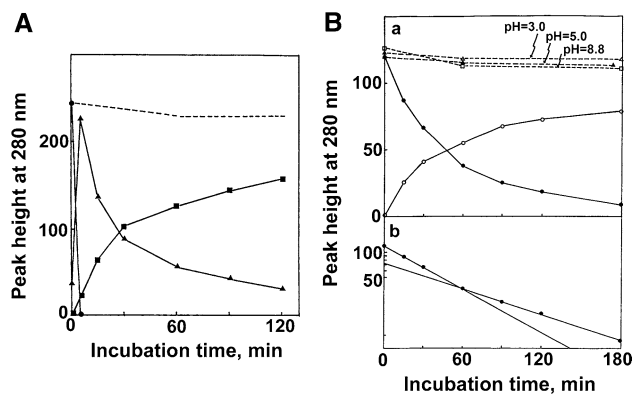 A
Peak height at 280 nm
200
100
0
0 60 120
Incubation time, min
B
a
pH=3.0
pH=5.0
pH=8.8
Peak height at 280 nm
100
50
0
b
100
50
0 60 120 180
Incubation time, min